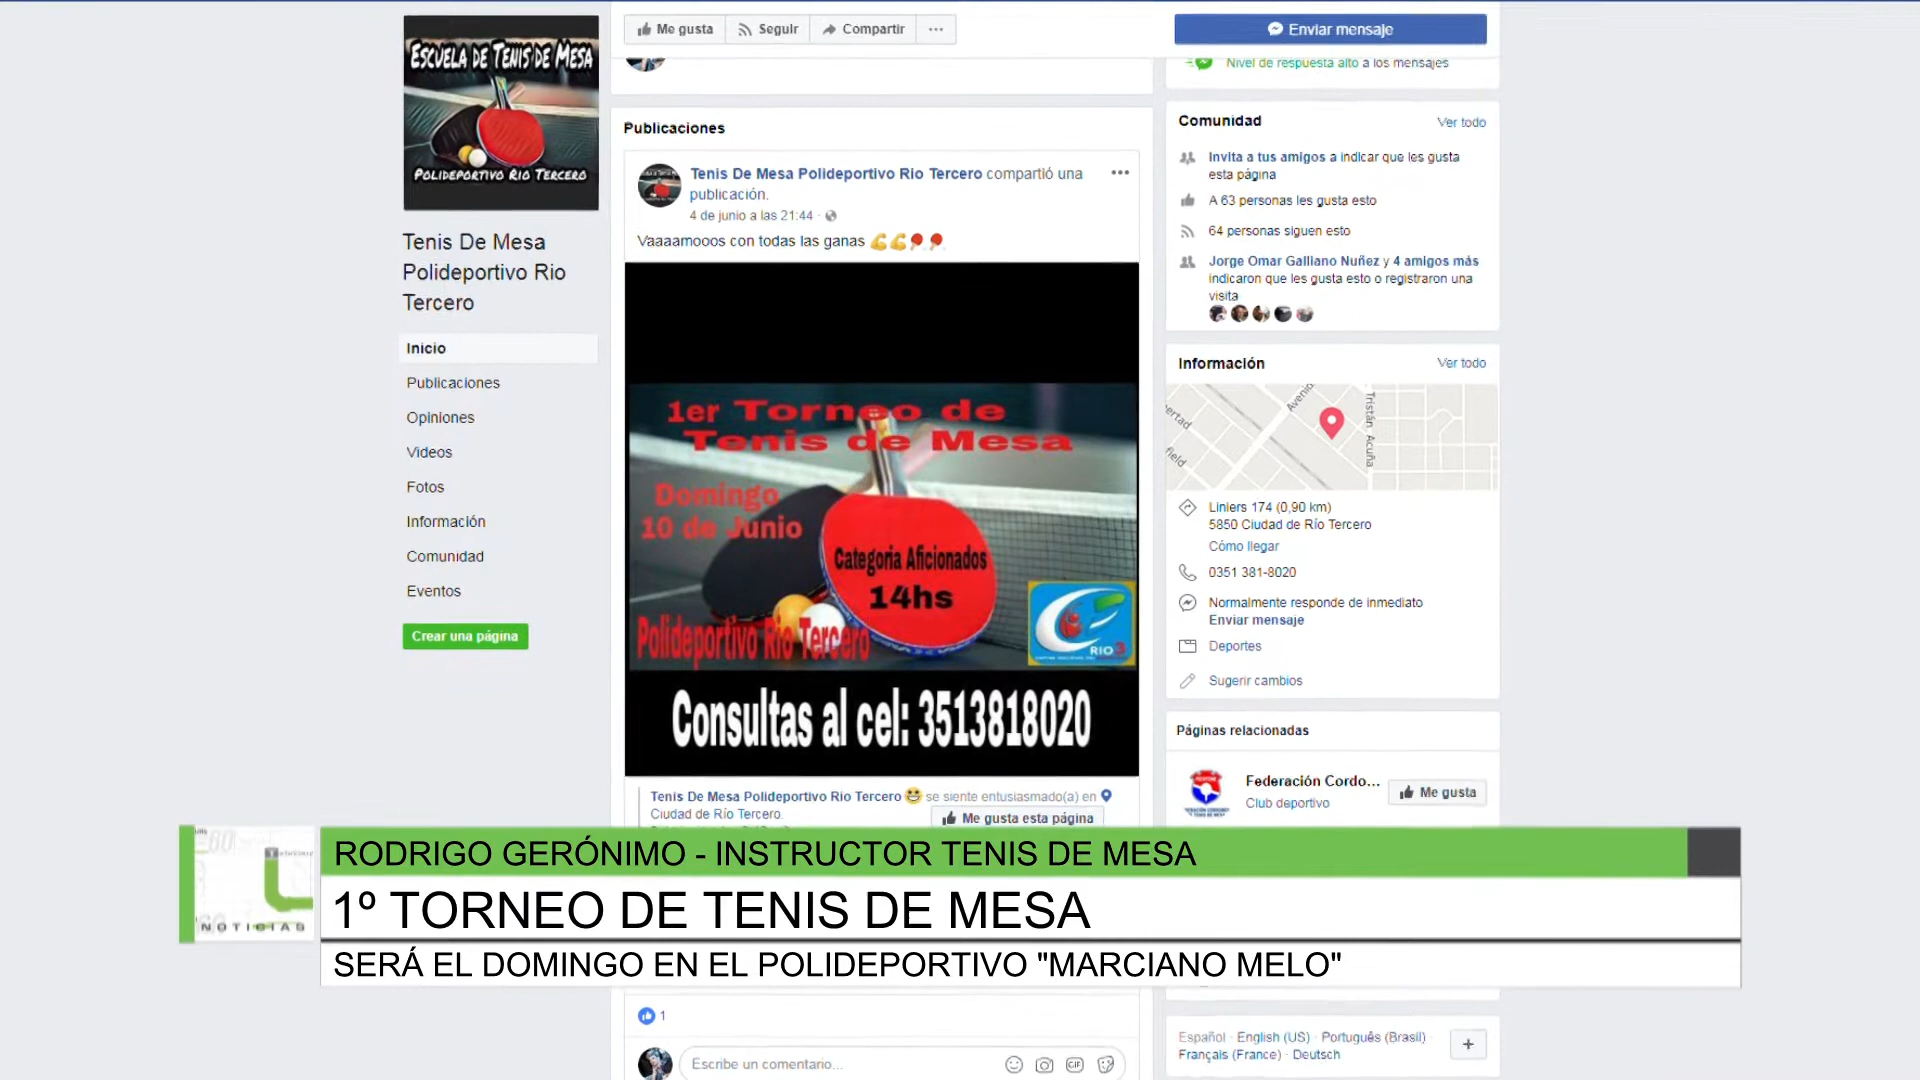 ESCUELA DE TENIS DE MESA
POLIDEPORTIVO RIO TERCERO
Tenis De Mesa
Polideportivo Rio
Tercero
Inicio
Publicaciones
Opiniones
Videos
Fotos
Información
Comunidad
Eventos
Crear una página
Me gusta
Seguir
Compartir
Enviar mensaje
Publicaciones
Tenis De Mesa Polideportivo Rio Tercero compartió una
publicación.
4 de junio a las 21:44 ·
Vaaaamooos con todas las ganas 💪💪🏓🏓
1er Torneo de
Tenis de Mesa
Domingo
10 de Junio
Categoria Aficionados
14hs
Polideportivo Rio Tercero
RIO 3
Consultas al cel: 3513818020
Tenis De Mesa Polideportivo Rio Tercero 😀 se siente entusiasmado(a) en
Ciudad de Río Tercero.
Me gusta esta página
Nivel de respuesta alto a los mensajes
Comunidad
Ver todo
Invita a tus amigos a indicar que les gusta
esta página
A 63 personas les gusta esto
64 personas siguen esto
Jorge Omar Galliano Nuñez y 4 amigos más
indicaron que les gusta esto o registraron una
visita
Información
Ver todo
Avenid
Tristán Acuña
ertad
field
Liniers 174 (0,90 km)
5850 Ciudad de Río Tercero
Cómo llegar
0351 381-8020
Normalmente responde de inmediato
Enviar mensaje
Deportes
Sugerir cambios
Páginas relacionadas
Federación Cordo...
Club deportivo
Me gusta
NOTICIAS
RODRIGO GERÓNIMO - INSTRUCTOR TENIS DE MESA
1º TORNEO DE TENIS DE MESA
SERÁ EL DOMINGO EN EL POLIDEPORTIVO "MARCIANO MELO"
1
Escribe un comentario...
GIF
Español · English (US) · Português (Brasil)
Français (France) · Deutsch